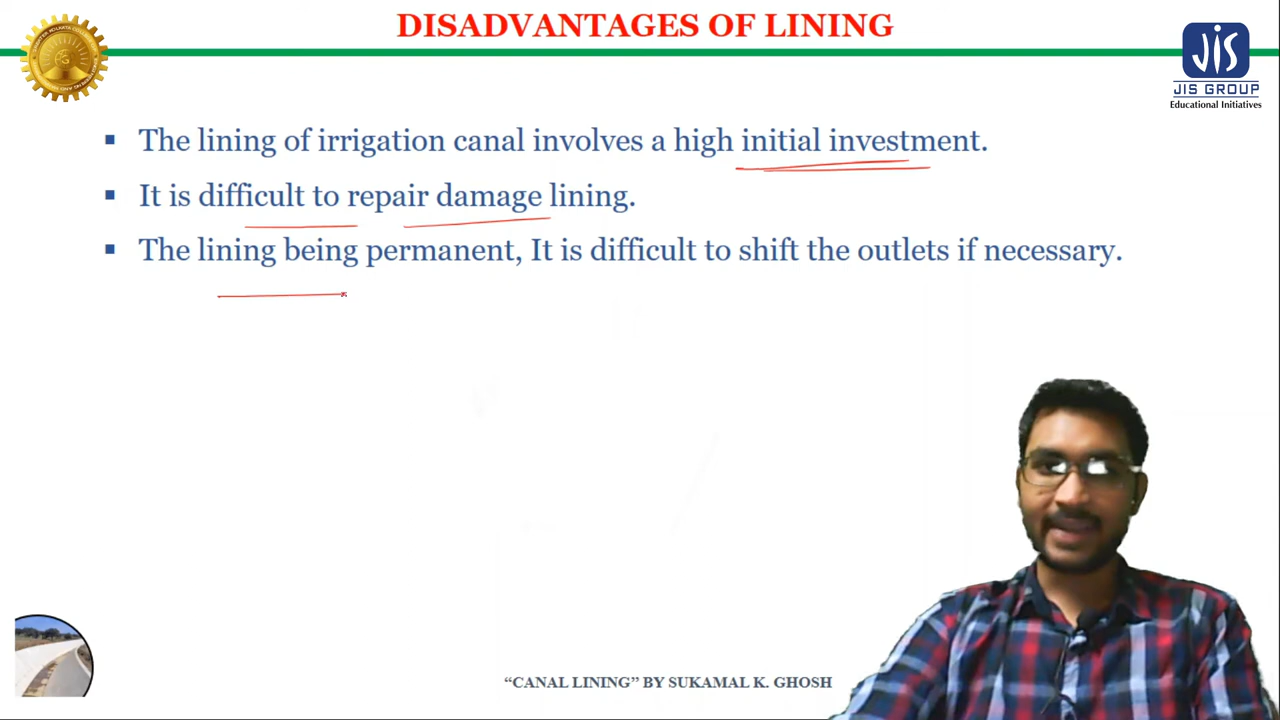 DISADVANTAGES OF LINING
JIS
JIS GROUP
Educational Initiatives
▪ The lining of irrigation canal involves a high initial investment.
▪ It is difficult to repair damage lining.
▪ The lining being permanent, It is difficult to shift the outlets if necessary.
“CANAL LINING” BY SUKAMAL K. GHOSH